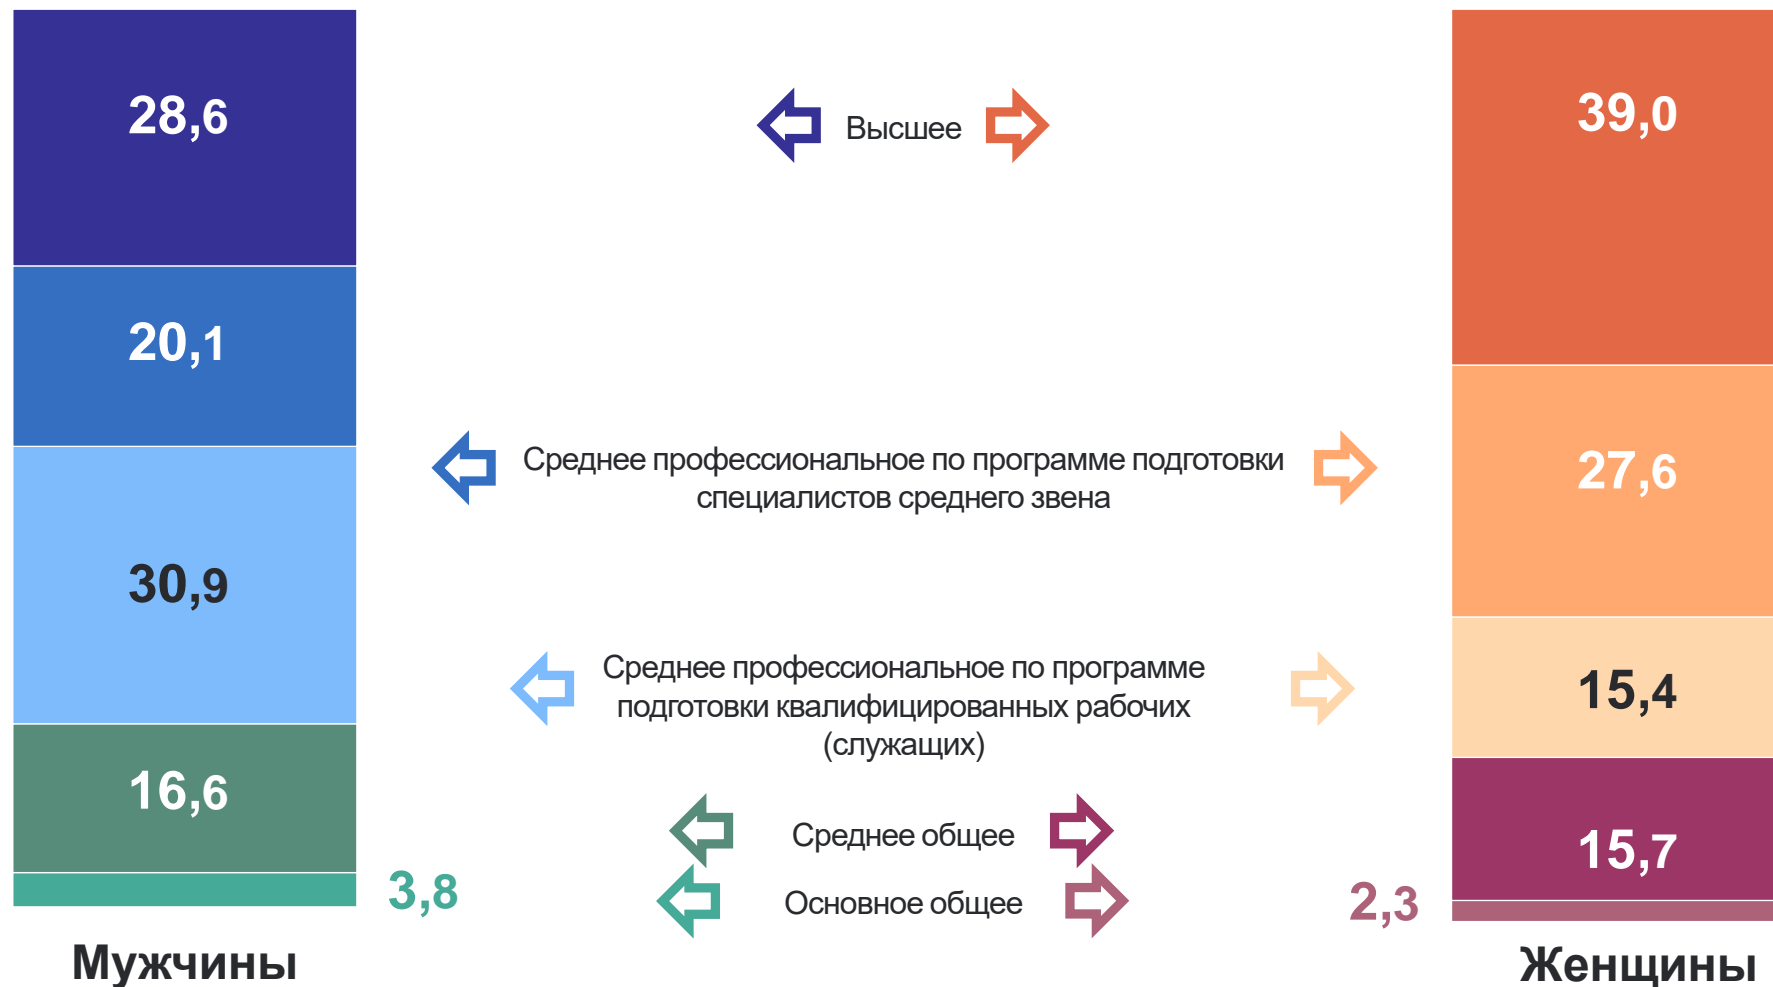 28,6
20,1
30,9
16,6
3,8
Мужчины
Высшее
Среднее профессиональное по программе подготовки
специалистов среднего звена
Среднее профессиональное по программе
подготовки квалифицированных рабочих
(служащих)
Среднее общее
Основное общее
39,0
27,6
15,4
15,7
2,3
Женщины